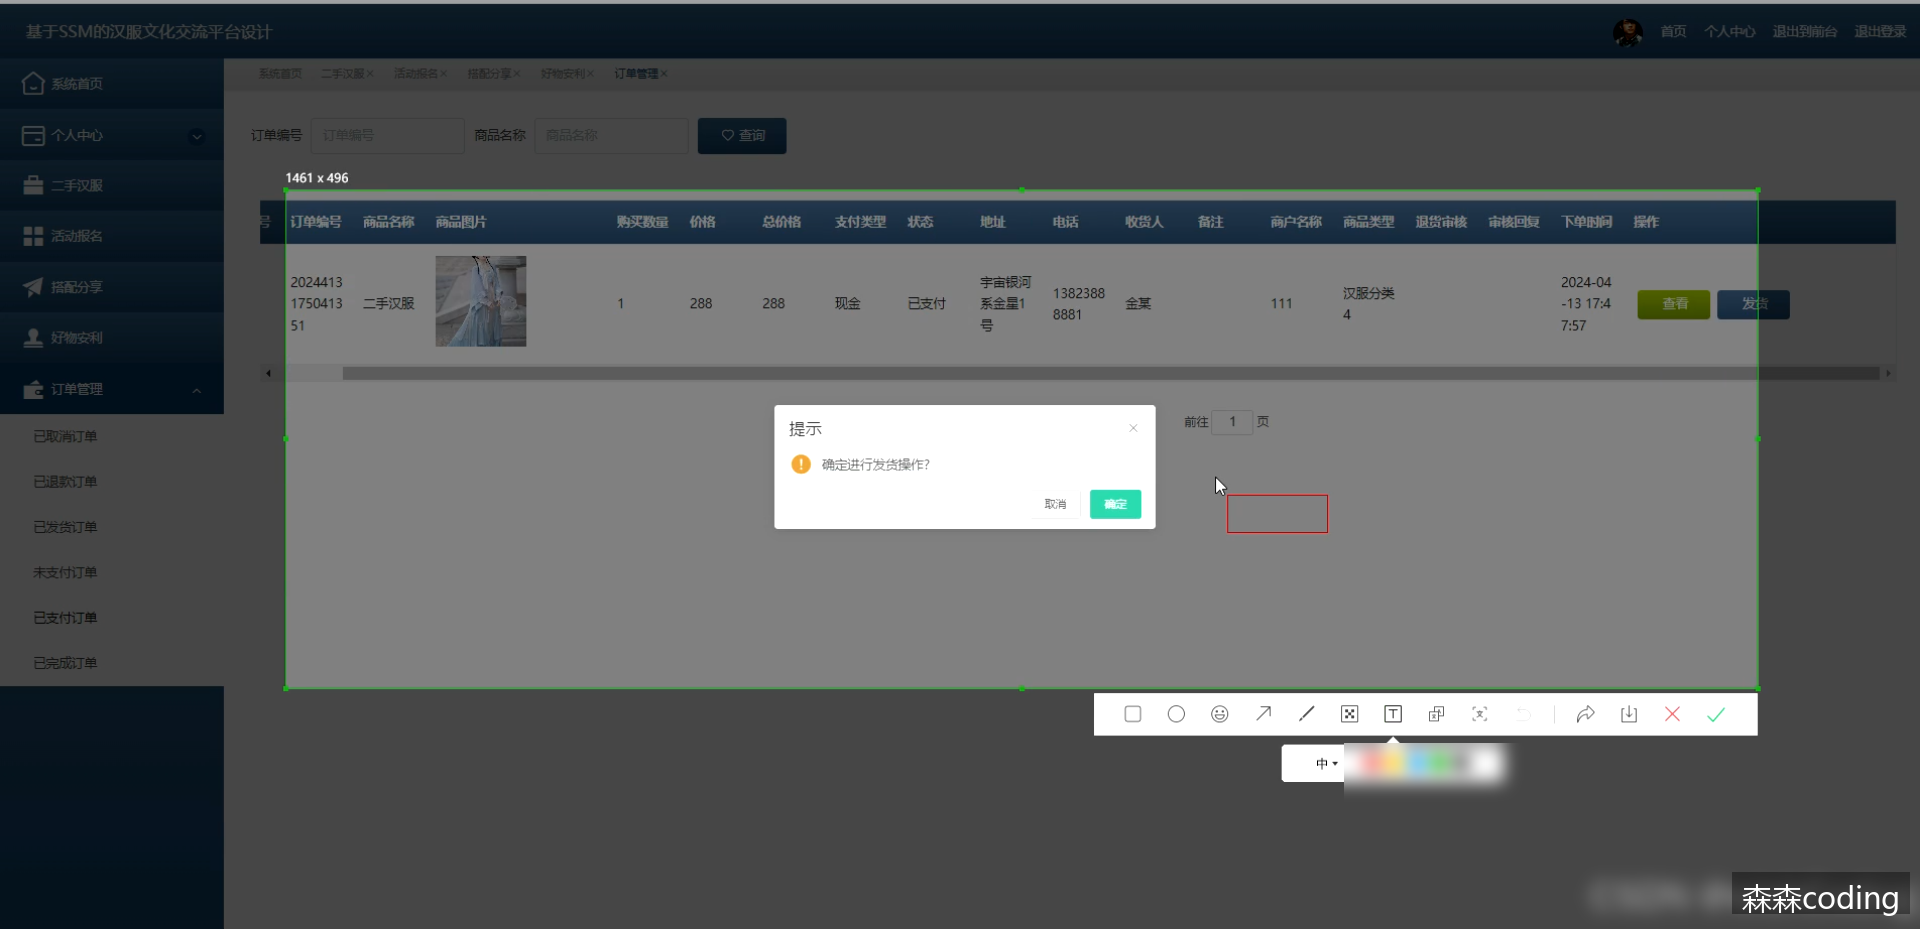 基于SSM的汉服文化交流平台设计
首页 个人中心 退出到前台 退出登录
系统首页 二手汉服× 活动报名× 搭配分享× 好物安利× 订单管理×
系统首页
个人中心
二手汉服
活动报名
搭配分享
好物安利
订单管理
已取消订单
已退款订单
已发货订单
未支付订单
已支付订单
已完成订单
订单编号 订单编号 商品名称 商品名称 查询
1461 x 496
号 订单编号 商品名称 商品图片 购买数量 价格 总价格 支付类型 状态 地址 电话 收货人 备注 商户名称 商品类型 退货审核 审核回复 下单时间 操作
2024413 宇宙银河 2024-04
1750413 二手汉服 1 288 288 现金 已支付 系金星1 1382388 金某 111 汉服分类 -13 17:4 查看 发货
51 号 8881 4 7:57
提示
确定进行发货操作?
取消 确定
前往 1 页
中
森森coding